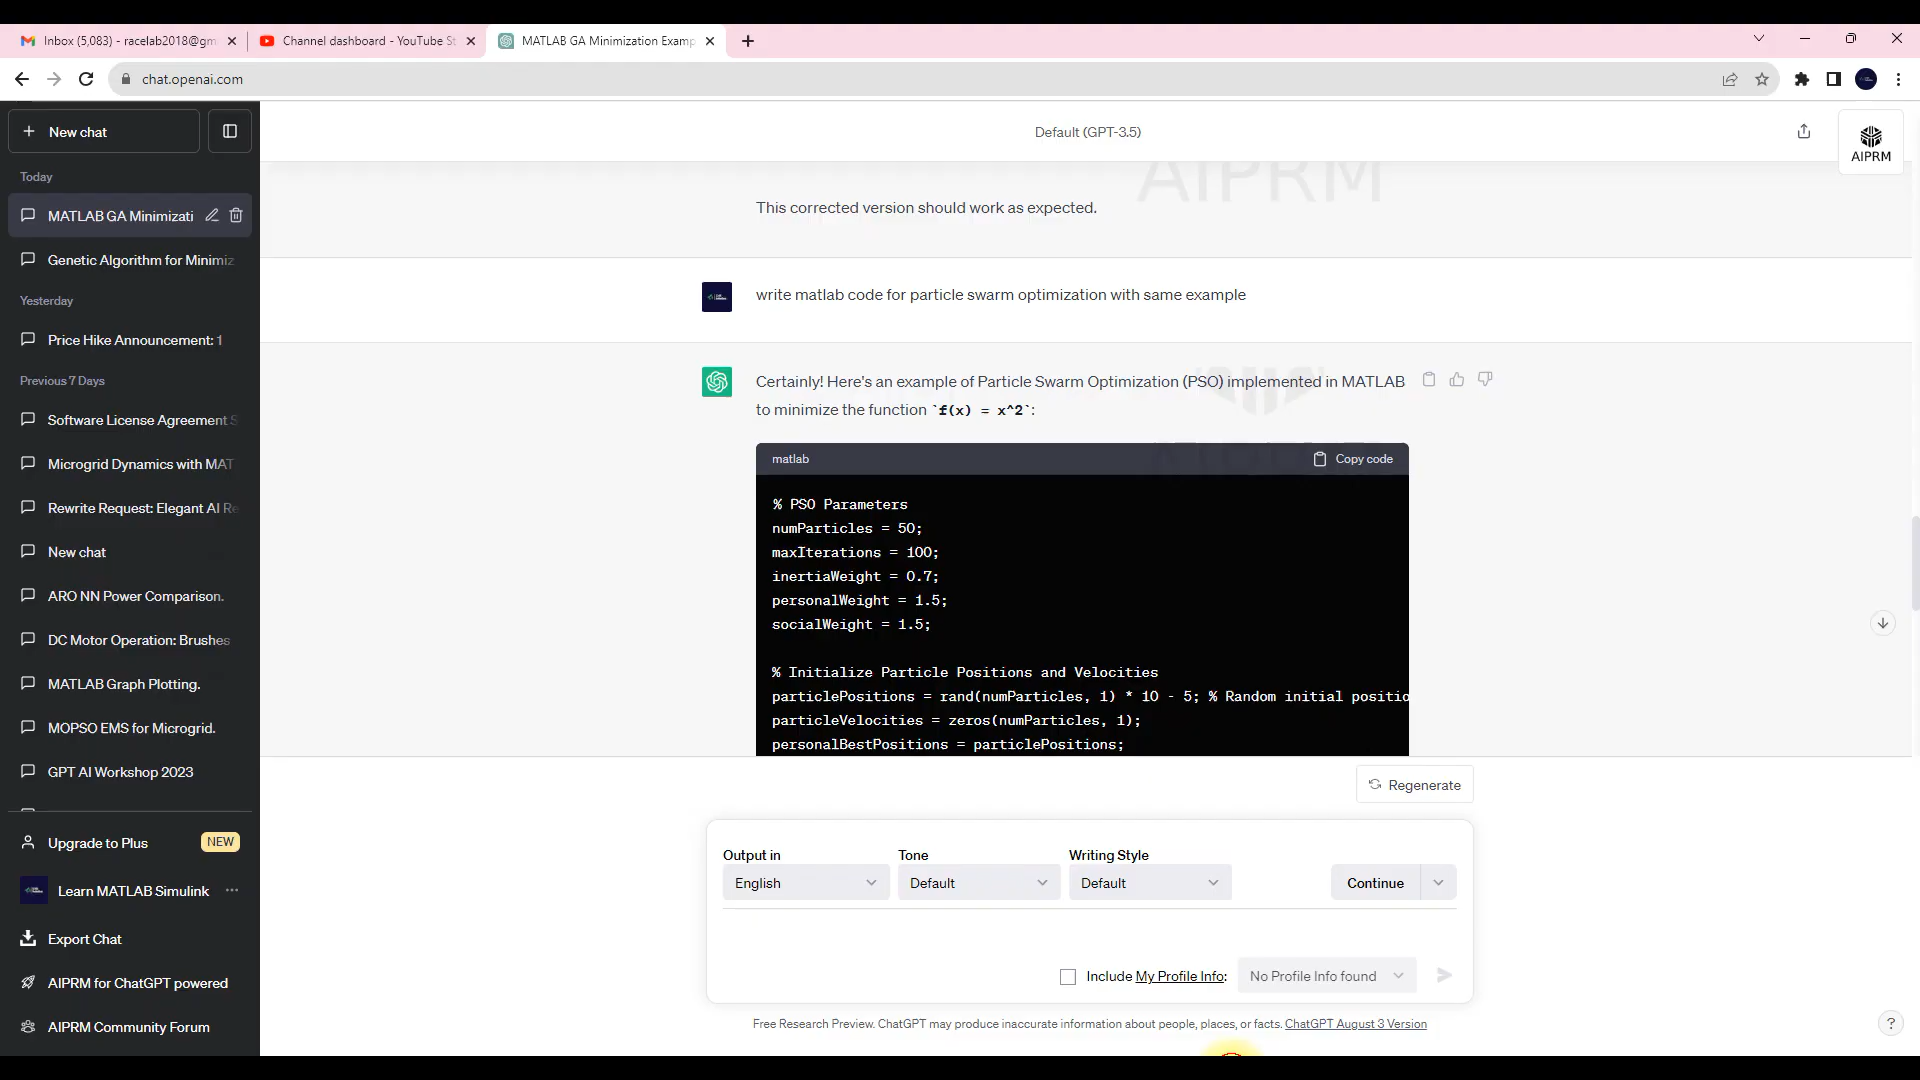 Inbox (5,083) - racelab2018@gm
Channel dashboard - YouTube St
MATLAB GA Minimization Examp
chat.openai.com
New chat
Default (GPT-3.5)
AIPRM
Today
MATLAB GA Minimizati
Genetic Algorithm for Minimiz
Yesterday
Price Hike Announcement: 1
Previous 7 Days
Software License Agreement S
Microgrid Dynamics with MAT
Rewrite Request: Elegant AI Re
New chat
ARO NN Power Comparison.
DC Motor Operation: Brushes
MATLAB Graph Plotting.
MOPSO EMS for Microgrid.
GPT AI Workshop 2023
Upgrade to Plus
NEW
Learn MATLAB Simulink
Export Chat
AIPRM for ChatGPT powered
AIPRM Community Forum
AIPRM
This corrected version should work as expected.
write matlab code for particle swarm optimization with same example
Certainly! Here's an example of Particle Swarm Optimization (PSO) implemented in MATLAB
to minimize the function `f(x) = x^2`:
matlab
Copy code
% PSO Parameters
numParticles = 50;
maxIterations = 100;
inertiaWeight = 0.7;
personalWeight = 1.5;
socialWeight = 1.5;
% Initialize Particle Positions and Velocities
particlePositions = rand(numParticles, 1) * 10 - 5; % Random initial positio
particleVelocities = zeros(numParticles, 1);
personalBestPositions = particlePositions;
Regenerate
Output in
Tone
Writing Style
English
Default
Default
Continue
Include My Profile Info:
No Profile Info found
Free Research Preview. ChatGPT may produce inaccurate information about people, places, or facts. ChatGPT August 3 Version
?